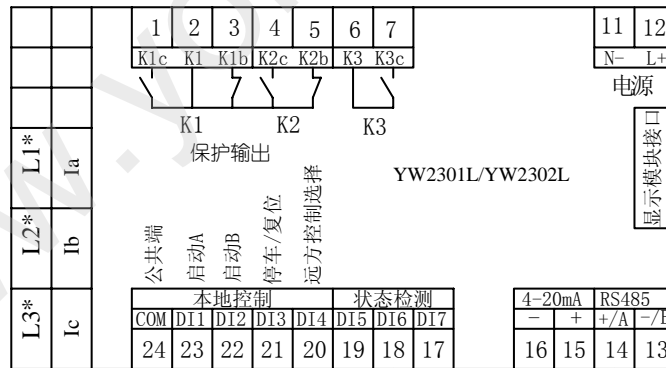 1 2 3 4 5 6 7 11 12
K1c K1 K1b K2c K2b K3 K3c N- L+
电源
K1 K2 K3
保护输出
YW2301L/YW2302L
显示模块接口
L1* Ia
L2* Ib
L3* Ic
公共端
启动A
启动B
停车/复位
远方控制选择
本地控制 状态检测 4-20mA RS485
COM DI1 DI2 DI3 DI4 DI5 DI6 DI7 - + +/A -/B
24 23 22 21 20 19 18 17 16 15 14 13